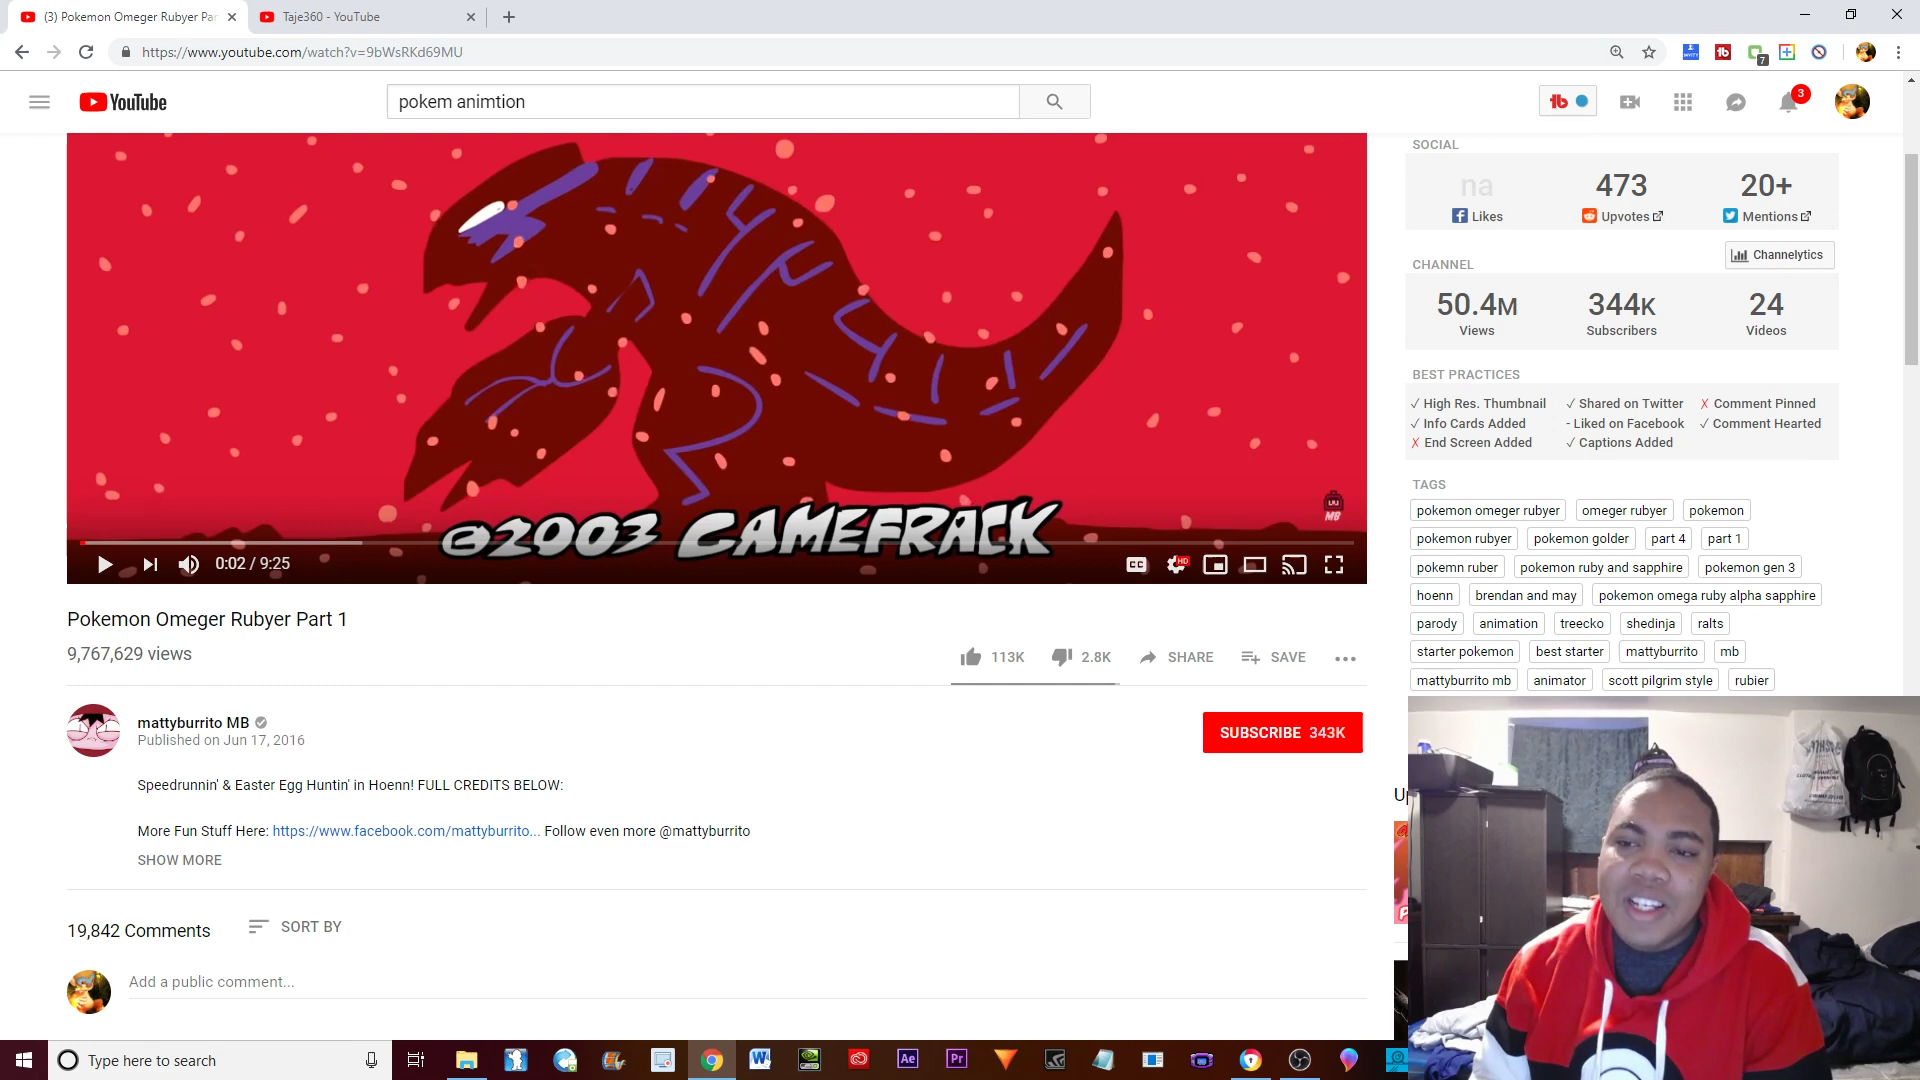 (3) Pokemon Omeger Rubyer Par
Taje360 - YouTube
https://www.youtube.com/watch?v=9bWsRKd69MU
7
YouTube
pokem animtion
tb
3
SOCIAL
na 473 20+
Likes Upvotes Mentions
CHANNEL
Channelytics
50.4M 344K 24
Views Subscribers Videos
BEST PRACTICES
✓ High Res. Thumbnail ✓ Shared on Twitter ✗ Comment Pinned
✓ Info Cards Added - Liked on Facebook ✓ Comment Hearted
✗ End Screen Added ✓ Captions Added
TAGS
pokemon omeger rubyer omeger rubyer pokemon
pokemon rubyer pokemon golder part 4 part 1
pokemn ruber pokemon ruby and sapphire pokemon gen 3
hoenn brendan and may pokemon omega ruby alpha sapphire
parody animation treecko shedinja ralts
starter pokemon best starter mattyburrito mb
mattyburrito mb animator scott pilgrim style rubier
MB
©2003 GAMEFRACK
0:02 / 9:25
CC HD
Pokemon Omeger Rubyer Part 1
9,767,629 views
113K 2.8K SHARE SAVE
mattyburrito MB
Published on Jun 17, 2016
SUBSCRIBE 343K
Speedrunnin' & Easter Egg Huntin' in Hoenn! FULL CREDITS BELOW:
More Fun Stuff Here: https://www.facebook.com/mattyburrito... Follow even more @mattyburrito
SHOW MORE
19,842 Comments
SORT BY
Add a public comment...
Type here to search
W
Ae
Pr